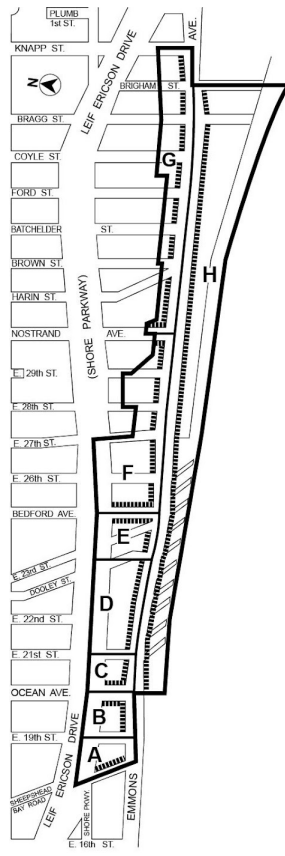 PLUMB
1st ST.
KNAPP ST.
AVE.
LEIF ERICSON DRIVE
N
BRIGHAM ST.
BRAGG ST.
COYLE ST.
G
FORD ST.
BATCHELDER ST.
BROWN ST.
H
HARIN ST.
(SHORE PARKWAY)
NOSTRAND AVE.
E. 29th ST.
E. 28th ST.
E. 27th ST.
F
E. 26th ST.
BEDFORD AVE.
E
E. 23rd ST.
DOOLEY ST.
D
E. 22nd ST.
E. 21st ST.
C
OCEAN AVE.
B
E. 19th ST.
A
LEIF ERICSON DRIVE
SHEEPSHEAD
BAY ROAD
SHORE PKWY.
EMMONS
E. 16th ST.